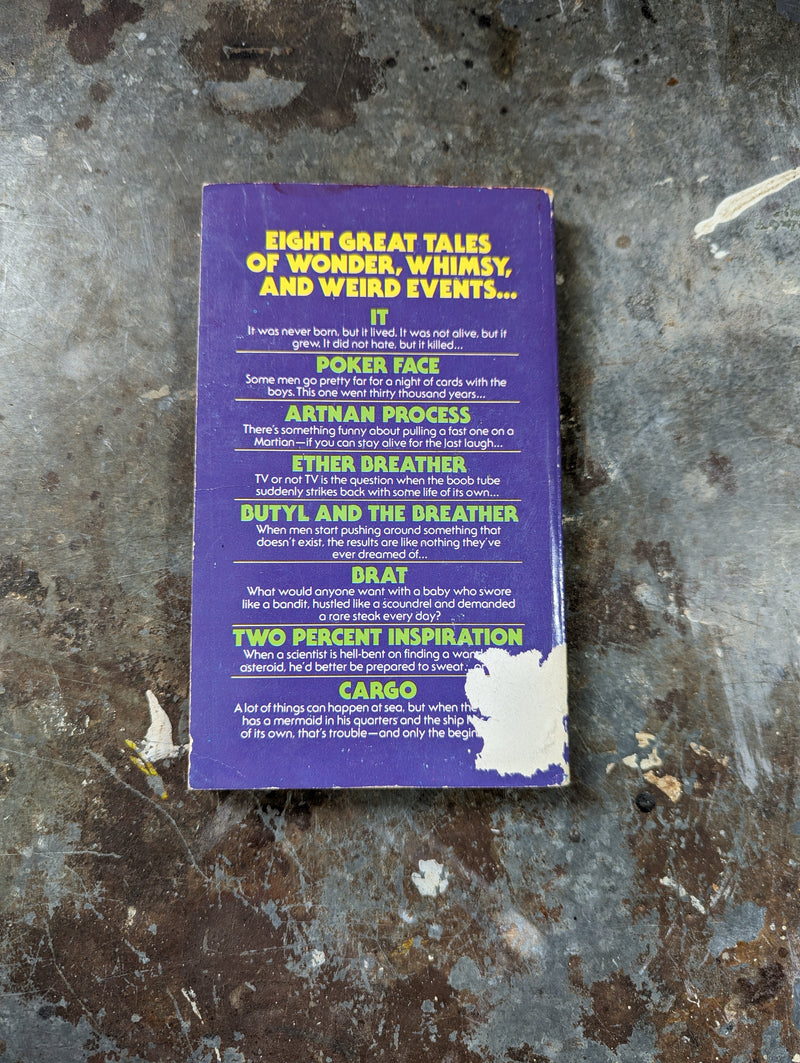 EIGHT GREAT TALES
OF WONDER, WHIMSY,
AND WEIRD EVENTS...
IT
It was never born, but it lived. It was not alive, but it
grew. It did not hate, but it killed...
POKER FACE
Some men go pretty far for a night of cards with the
boys. This one went thirty thousand years...
ARTNAN PROCESS
There's something funny about pulling a fast one on a
Martian—if you can stay alive for the last laugh...
ETHER BREATHER
TV or not TV is the question when the boob tube
suddenly strikes back with some life of its own...
BUTYL AND THE BREATHER
When men start pushing around something that
doesn't exist, the results are like nothing they've
ever dreamed of...
BRAT
What would anyone want with a baby who swore
like a bandit, hustled like a scoundrel and demanded
a rare steak every day?
TWO PERCENT INSPIRATION
When a scientist is hell-bent on finding a
asteroid, he'd better be prepared to sweat...
CARGO
A lot of things can happen at sea, but when the
has a mermaid in his quarters and the ship
of its own, that's trouble—and only the